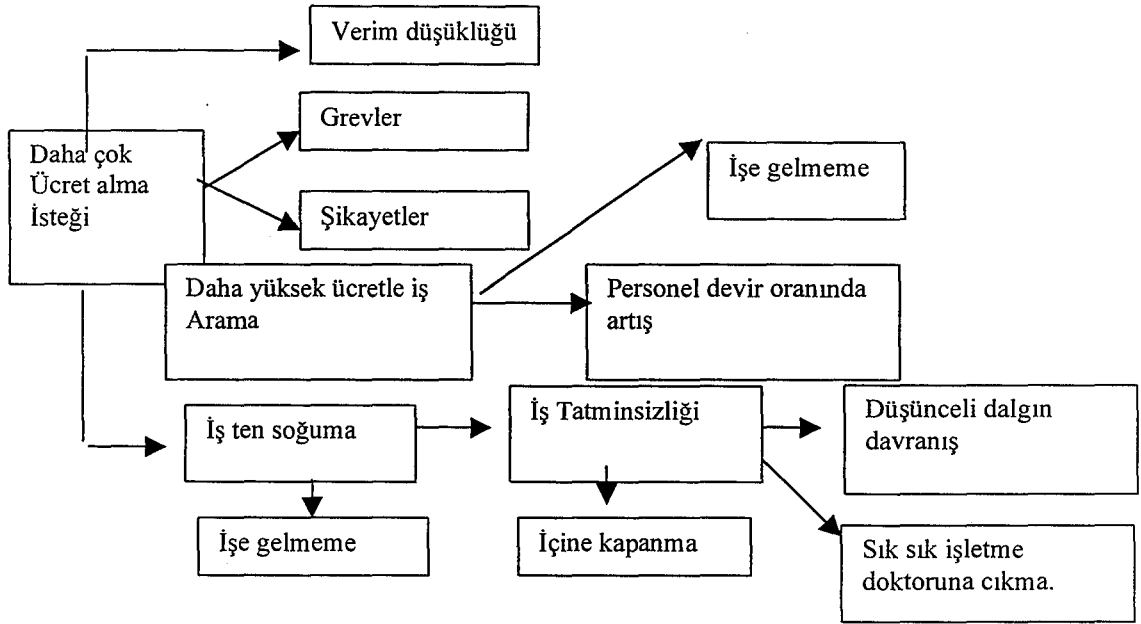 Verim düşüklüğü
Grevler
Daha çok
Ücret alma
İsteği
İşe gelmeme
Şikayetler
Daha yüksek ücretle iş
Arama
Personel devir oranında
artış
İş ten soğuma
İş Tatminsizliği
Düşünceli dalgın
davranış
İşe gelmeme
İçine kapanma
Sık sık işletme
doktoruna cıkma.